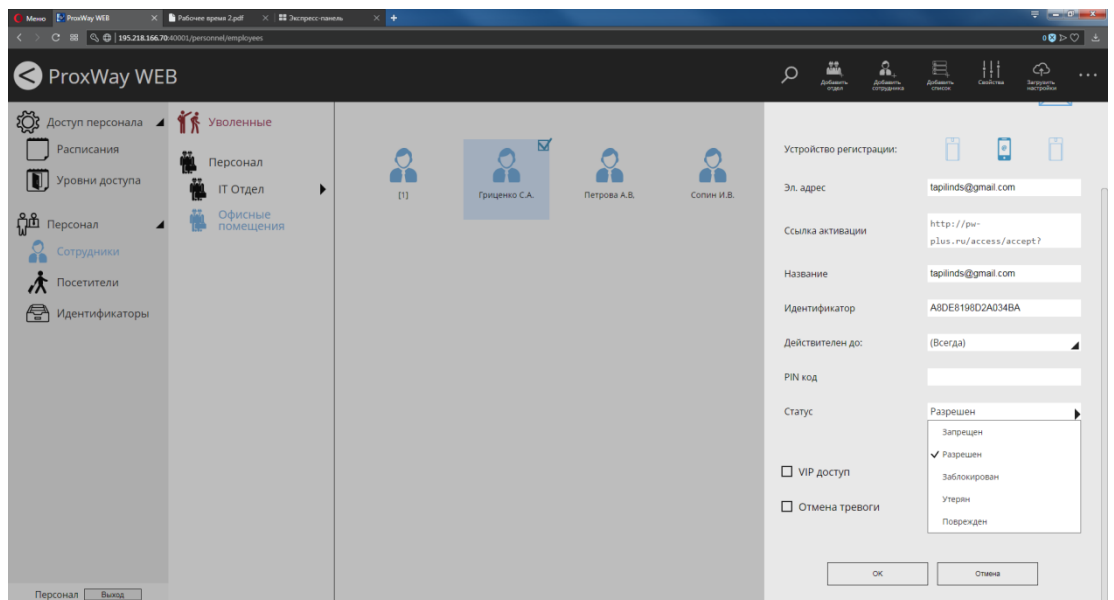 Меню
ProxWay WEB
Рабочее время 2.pdf
Экспресс-панель
195.218.166.70:40001/personnel/employees
0
ProxWay WEB
Добавить отдел
Добавить сотрудника
Добавить список
Свойства
Загрузить настройки
Доступ персонала
Расписания
Уровни доступа
Персонал
Сотрудники
Посетители
Идентификаторы
Персонал
Выход
Уволенные
Персонал
IT Отдел
Офисные
помещения
[1]
Гриценко С.А.
Петрова А.В.
Сопин И.В.
Устройство регистрации:
Эл. адрес
tapilinds@gmail.com
Ссылка активации
http://pw-
plus.ru/access/accept?
Название
tapilinds@gmail.com
Идентификатор
A8DE8198D2A034BA
Действителен до:
(Всегда)
PIN код
Статус
Разрешен
Запрещен
Разрешен
Заблокирован
Утерян
Поврежден
VIP доступ
Отмена тревоги
ОК
Отмена